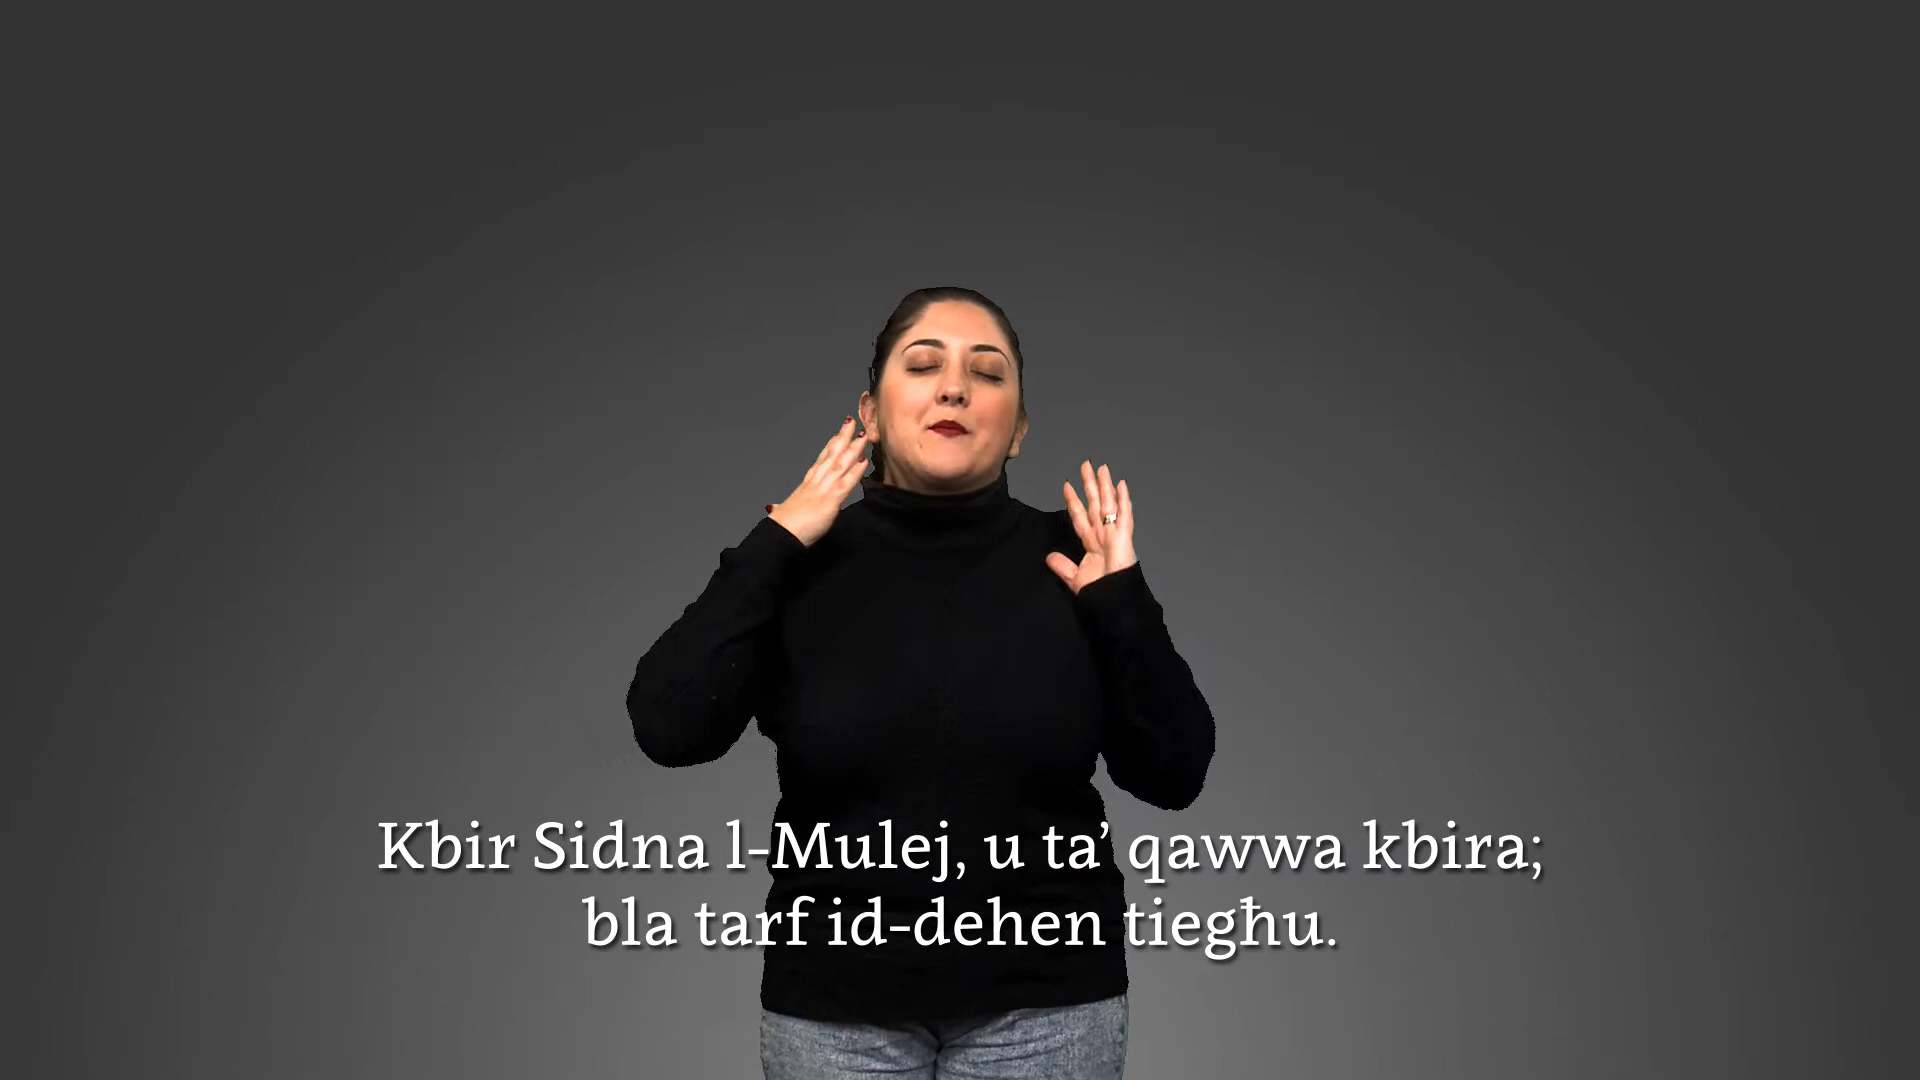 Kbir Sidna l-Mulej, u ta’ qawwa kbira;
bla tarf id-dehen tiegħu.